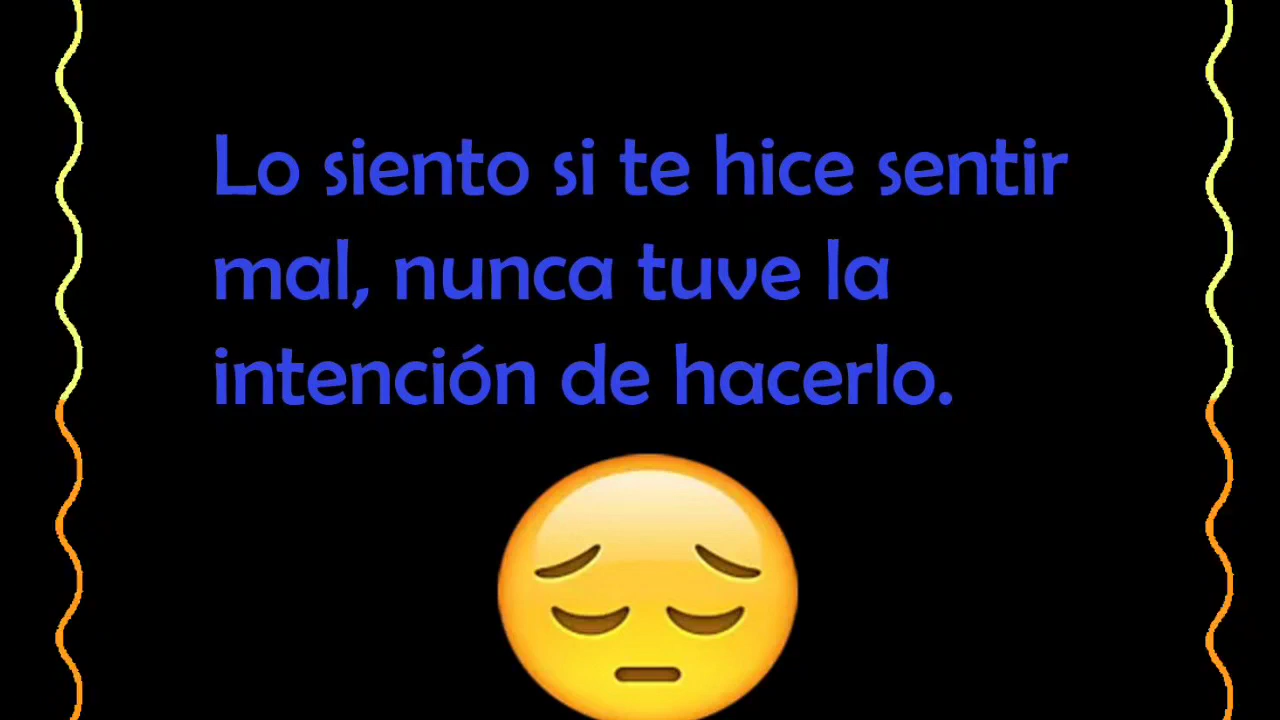 Lo siento si te hice sentir
mal, nunca tuve la
intención de hacerlo.